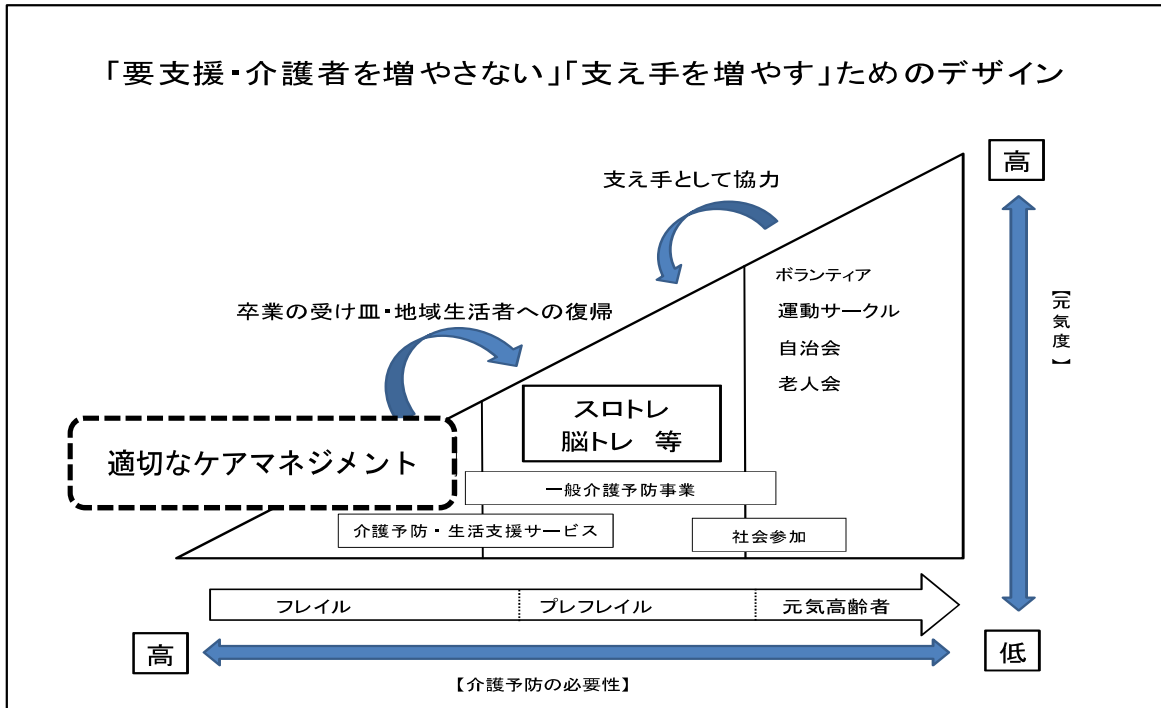 「要支援・介護者を増やさない」「支え手を増やす」ためのデザイン
高
支え手として協力
ボランティア
運動サークル
自治会
老人会
【元気度】
卒業の受け皿・地域生活者への復帰
スロトレ
脳トレ 等
適切なケアマネジメント
一般介護予防事業
介護予防・生活支援サービス
社会参加
フレイル
プレフレイル
元気高齢者
高
低
【介護予防の必要性】